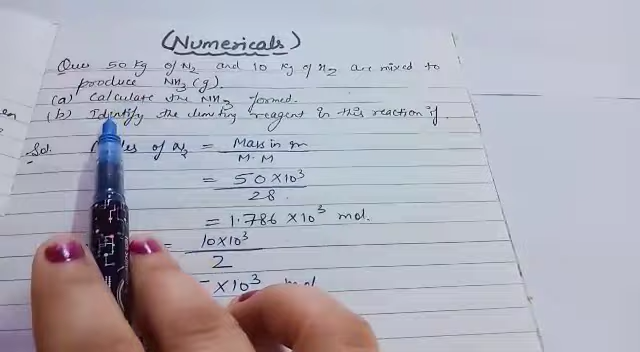 (Numericals)
Ques 50 Kg of N2 and 10 Kg of H2 are mixed to
produce NH3 (g).
(a) Calculate the NH3 formed.
(b) Identify the limiting reagent in this reaction if.
Sol. of N2 = Mass in gm / M.M
= 50×10³ / 28
= 1.786 ×10³ mol.
= 10×10³ / 2
×10³ mol